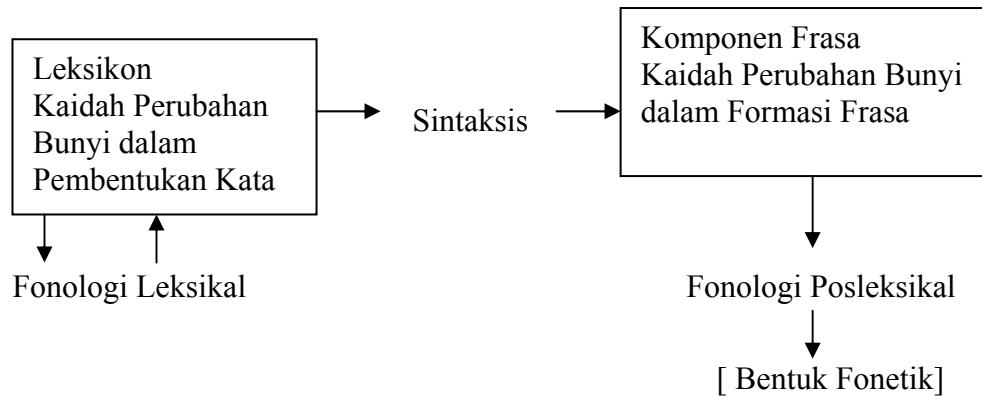 Leksikon
Kaidah Perubahan
Bunyi dalam
Pembentukan Kata
Sintaksis
Komponen Frasa
Kaidah Perubahan Bunyi
dalam Formasi Frasa
Fonologi Leksikal
Fonologi Posleksikal
[ Bentuk Fonetik]